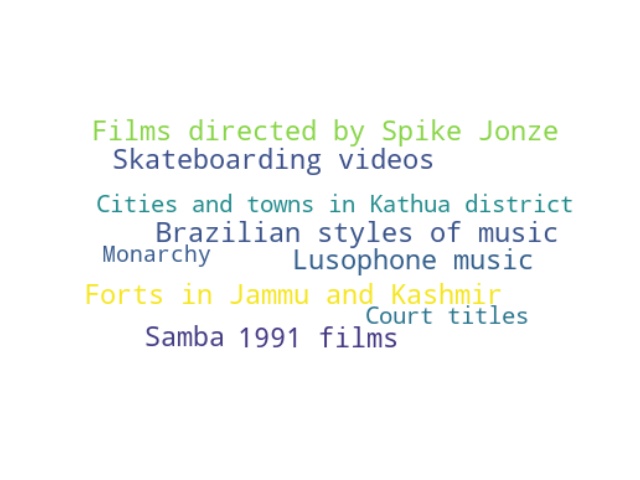 Films directed by Spike Jonze
Skateboarding videos
Cities and towns in Kathua district
Brazilian styles of music
Monarchy
Lusophone music
Forts in Jammu and Kashmir
Court titles
Samba
1991 films